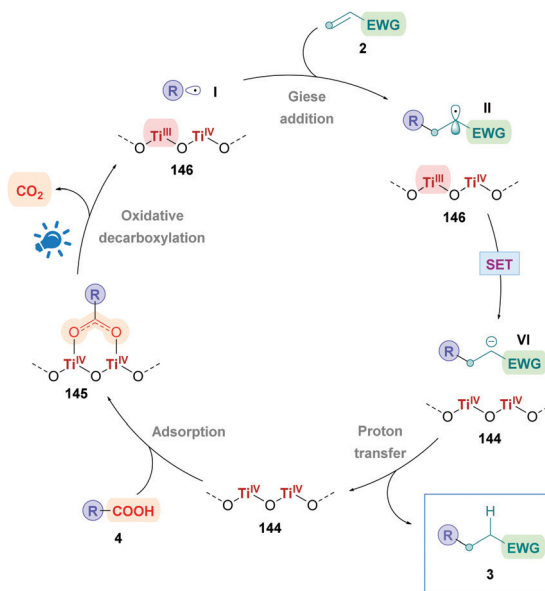 EWG
2
R
I
Giese
addition
II
R
EWG
Ti^III Ti^IV
O O O
146
Ti^III Ti^IV
O O O
146
CO2
Oxidative
decarboxylation
SET
R
O O
Ti^IV Ti^IV
O O O
145
VI
R
EWG
Ti^IV Ti^IV
O O O
144
Adsorption
Proton
transfer
Ti^IV Ti^IV
O O O
144
R COOH
4
H
R
EWG
3